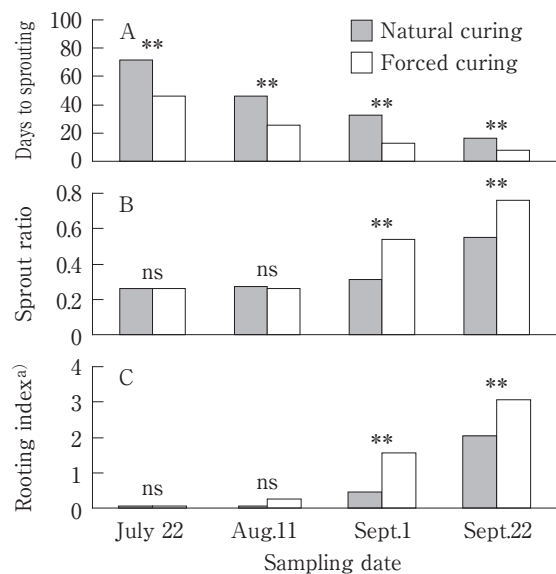 A
Natural curing
Forced curing
Days to sprouting
100
80
60
40
20
0
**
**
**
**
B
Sprout ratio
0.8
0.6
0.4
0.2
0
ns
ns
**
**
C
Rooting indexᵃ⁾
4
3
2
1
0
ns
ns
**
**
July 22
Aug.11
Sept.1
Sept.22
Sampling date